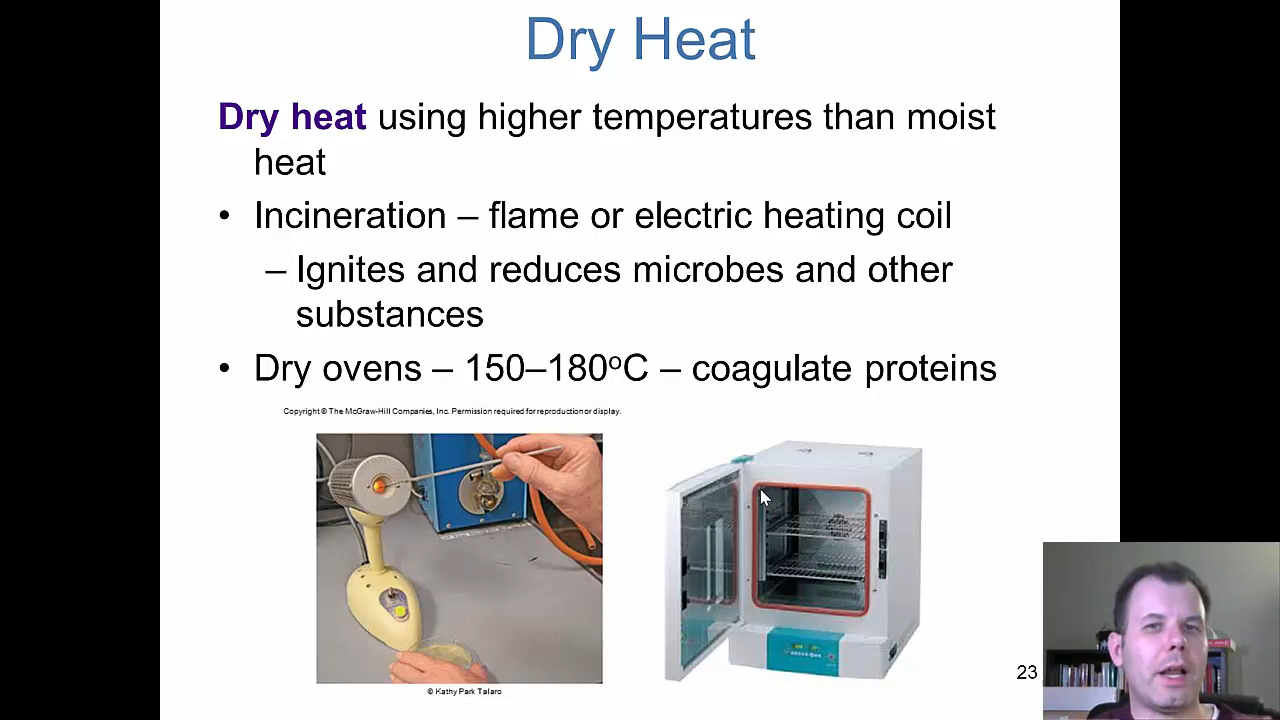 Dry Heat
Dry heat using higher temperatures than moist
heat
• Incineration – flame or electric heating coil
– Ignites and reduces microbes and other
substances
• Dry ovens – 150–180ºC – coagulate proteins
Copyright © The McGraw-Hill Companies, Inc. Permission required for reproduction or display.
© Kathy Park Talaro
23